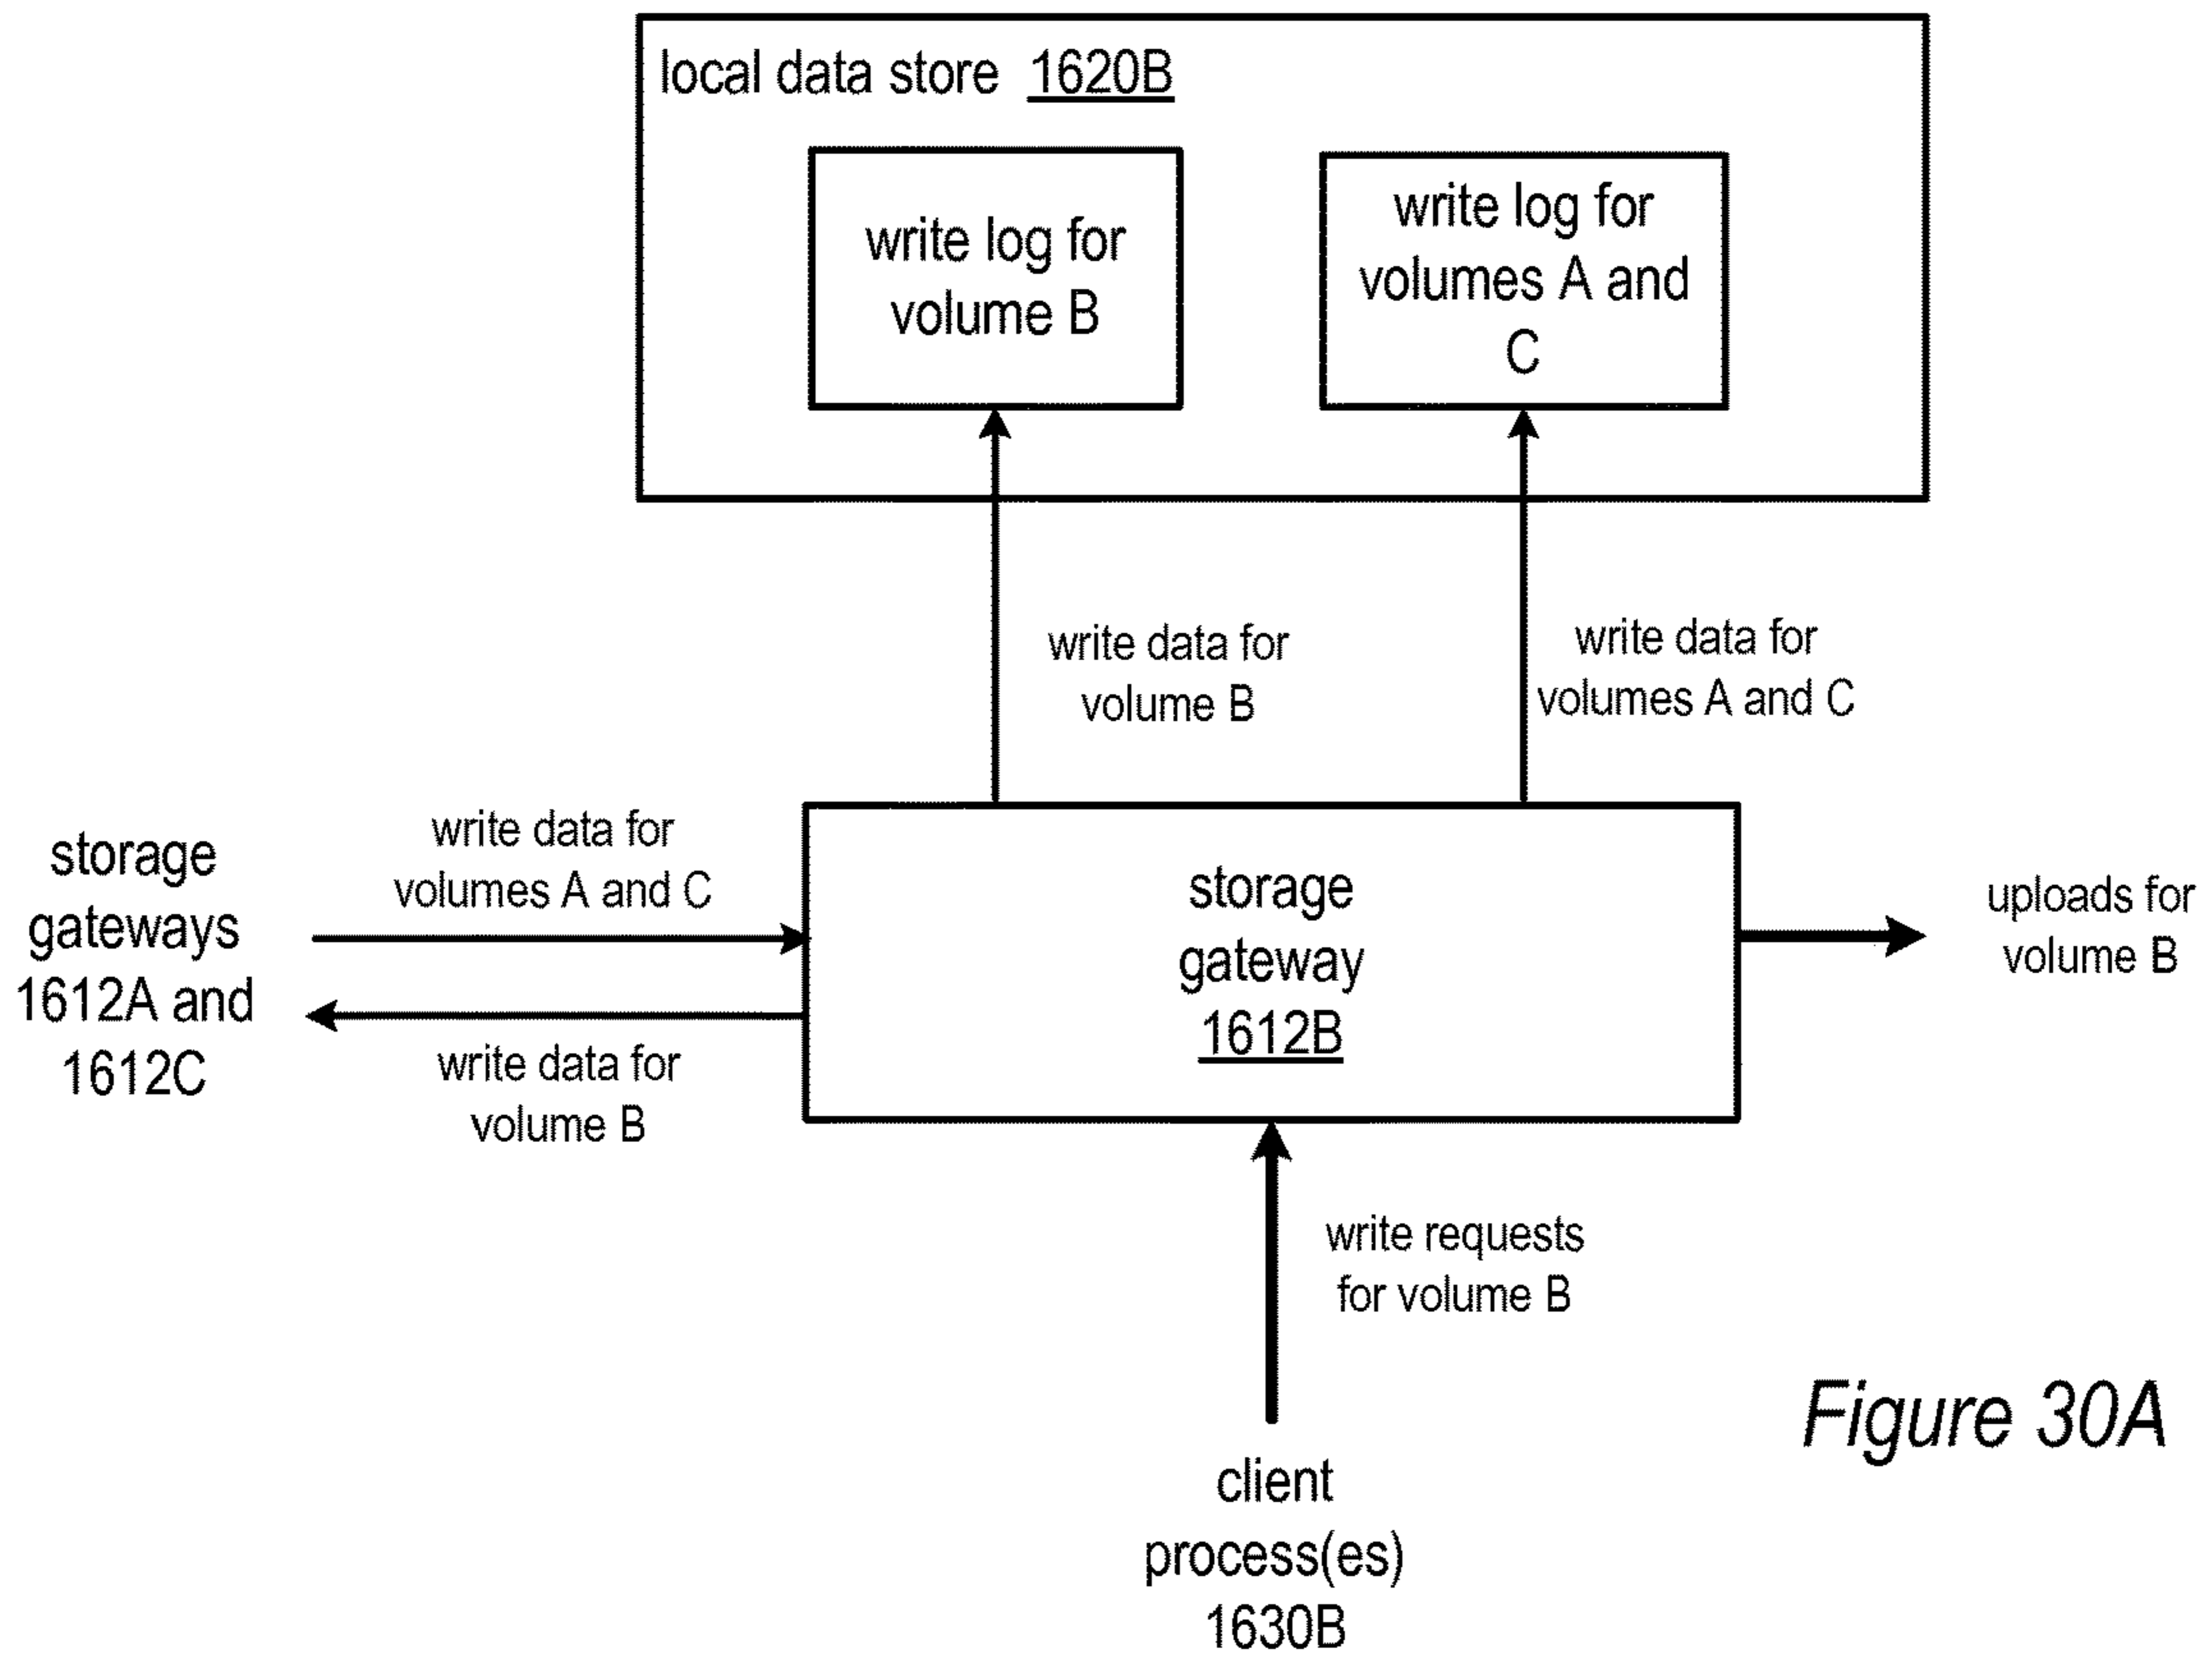 local data store 1620B
write log for
volume B
write log for
volumes A and
C
write data for
volume B
write data for
volumes A and C
storage
gateways
1612A and
1612C
write data for
volumes A and C
write data for
volume B
storage
gateway
1612B
uploads for
volume B
write requests
for volume B
client
process(es)
1630B
Figure 30A